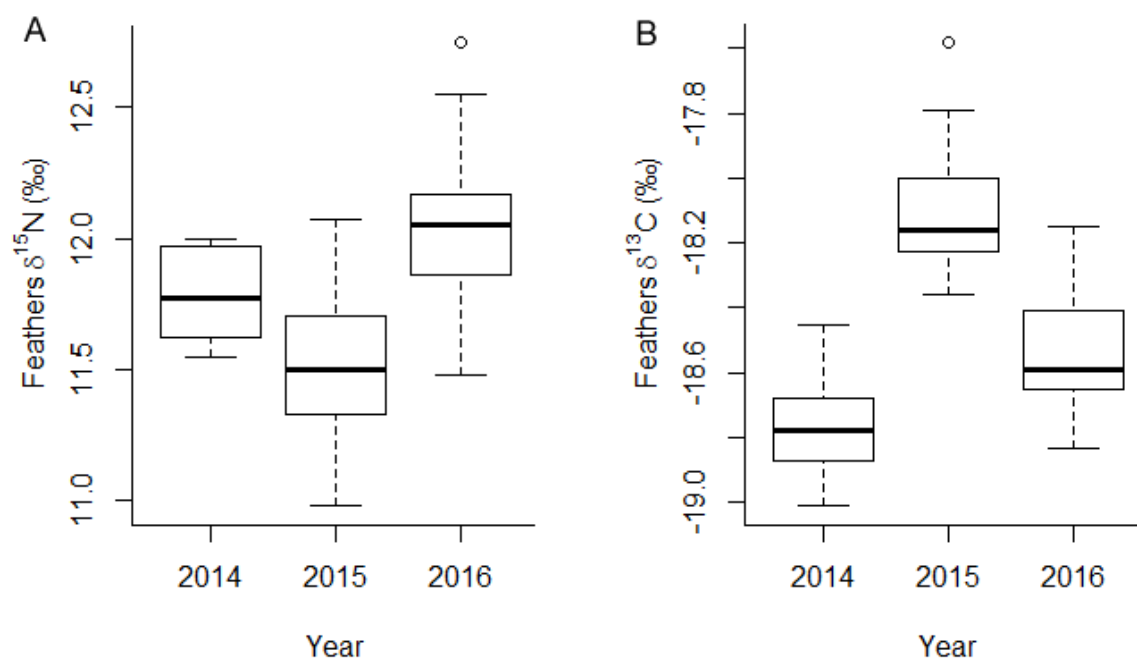 A
Feathers δ15N (‰)
12.5
12.0
11.5
11.0
2014 2015 2016
Year
B
Feathers δ13C (‰)
-17.8
-18.2
-18.6
-19.0
2014 2015 2016
Year